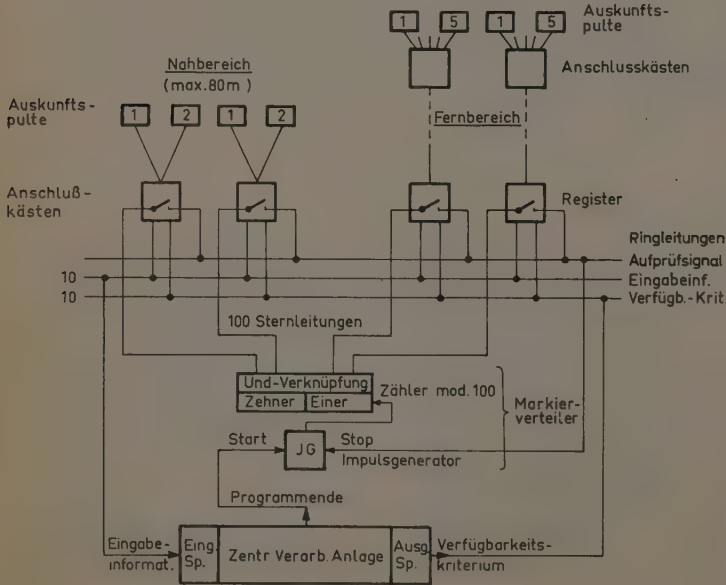 1 5 1 5
Auskunfts-
pulte
Anschlusskästen
Nahbereich
(max.80m)
Auskunfts-
pulte
1 2 1 2
Fernbereich
Anschluß-
kästen
Register
Ringleitungen
Aufprüfsignal
10 Eingabeinf.
10 Verfügb.-Krit
100 Sternleitungen
Und-Verknüpfung
Zehner Einer
Zähler mod.100
Markier-
verteiler
Start JG Stop
Impulsgenerator
Programmende
Eingabe-
informat.
Eing.
Sp.
Zentr Verarb. Anlage
Ausg
Sp.
Verfügbarkeits-
kriterium